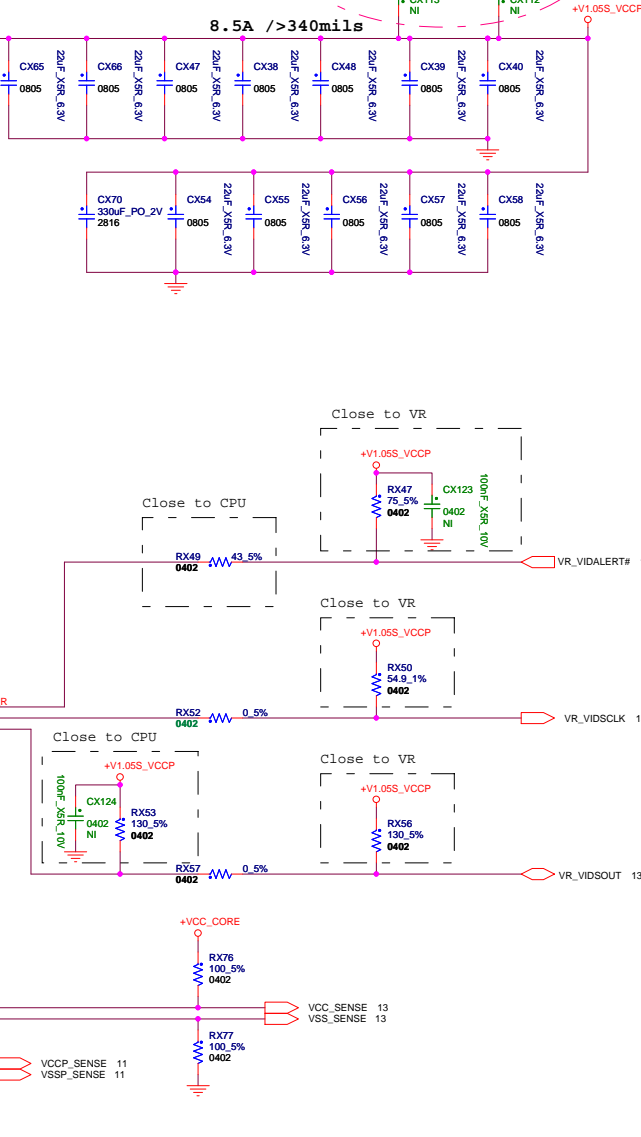 CX113
NI
CX112
NI
+V1.05S_VCCP
8.5A />340mils
CX65
0805
22uF_X5R_6.3V
CX66
0805
22uF_X5R_6.3V
CX47
0805
22uF_X5R_6.3V
CX38
0805
22uF_X5R_6.3V
CX48
0805
22uF_X5R_6.3V
CX39
0805
22uF_X5R_6.3V
CX40
0805
22uF_X5R_6.3V
CX70
330uF_PO_2V
2816
CX54
0805
22uF_X5R_6.3V
CX55
0805
22uF_X5R_6.3V
CX56
0805
22uF_X5R_6.3V
CX57
0805
22uF_X5R_6.3V
CX58
0805
22uF_X5R_6.3V
Close to VR
+V1.05S_VCCP
RX47
75_5%
0402
CX123
0402
NI
100nF_X5R_10V
Close to CPU
RX49
0402
43_5%
VR_VIDALERT#
Close to VR
+V1.05S_VCCP
RX50
54.9_1%
0402
R
RX52
0402
0_5%
VR_VIDSCLK 1
Close to CPU
+V1.05S_VCCP
100nF_X5R_10V
CX124
0402
NI
RX53
130_5%
0402
Close to VR
+V1.05S_VCCP
RX56
130_5%
0402
RX57
0402
0_5%
VR_VIDSOUT 13
+VCC_CORE
RX76
100_5%
0402
VCC_SENSE 13
VSS_SENSE 13
RX77
100_5%
0402
VCCP_SENSE 11
VSSP_SENSE 11